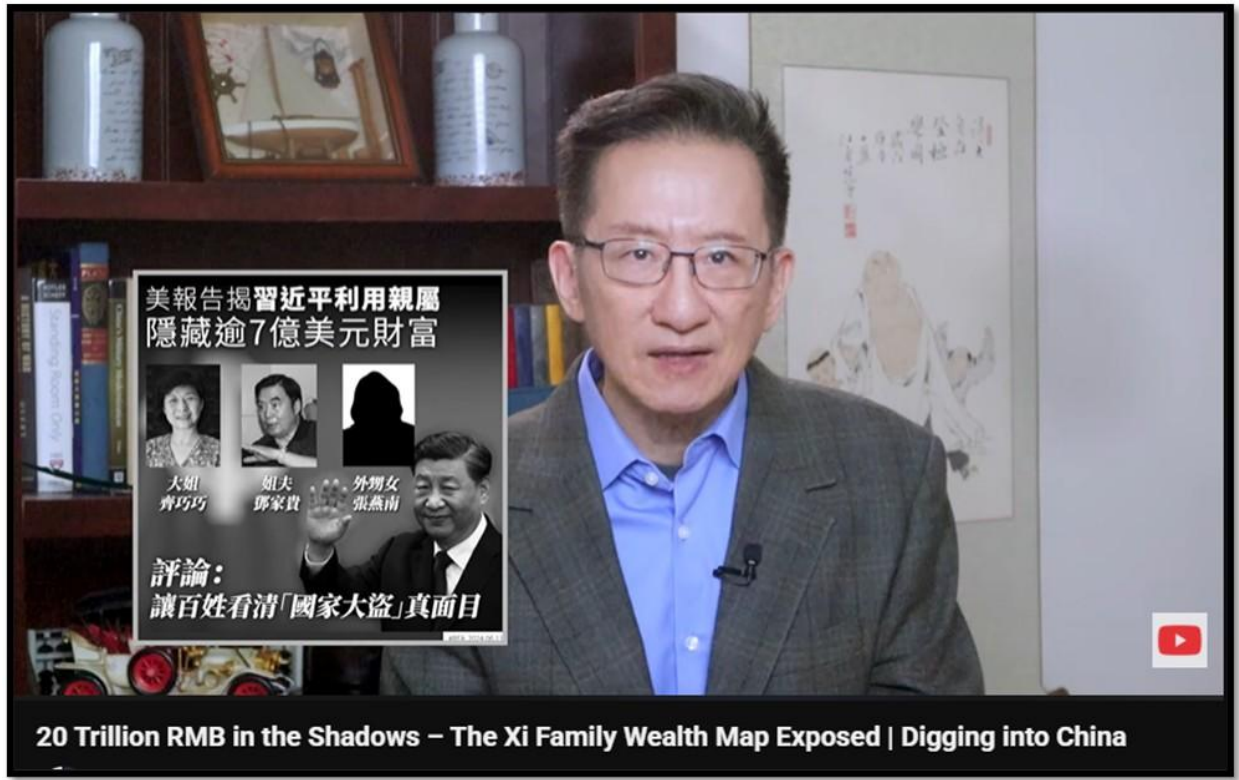 美報告揭習近平利用親屬
隱藏逾7億美元財富
大姐
齊巧巧
姐夫
鄧家貴
外甥女
張燕南
評論：
讓百姓看清「國家大盜」真面目
Standing Room Only
20 Trillion RMB in the Shadows – The Xi Family Wealth Map Exposed | Digging into China